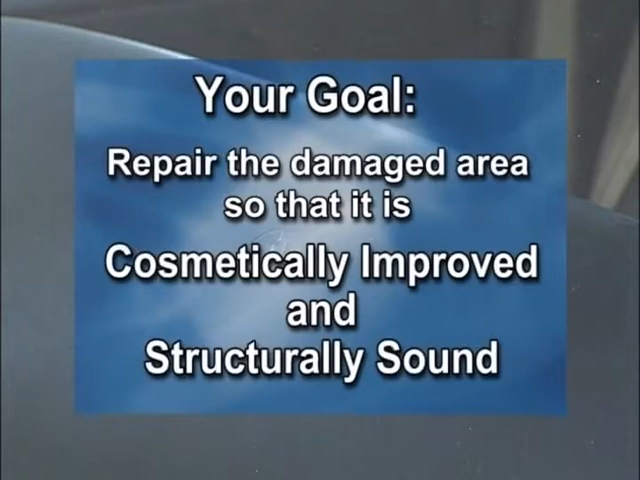 Your Goal:
Repair the damaged area
so that it is
Cosmetically Improved
and
Structurally Sound